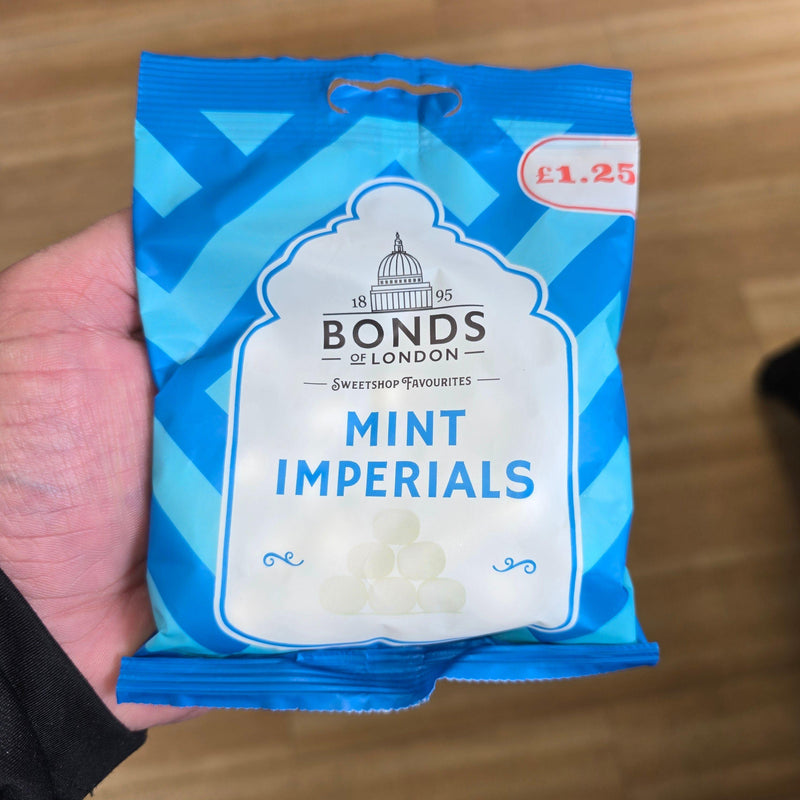 £1.25
18 95
BONDS
OF LONDON
SWEETSHOP FAVOURITES
MINT
IMPERIALS